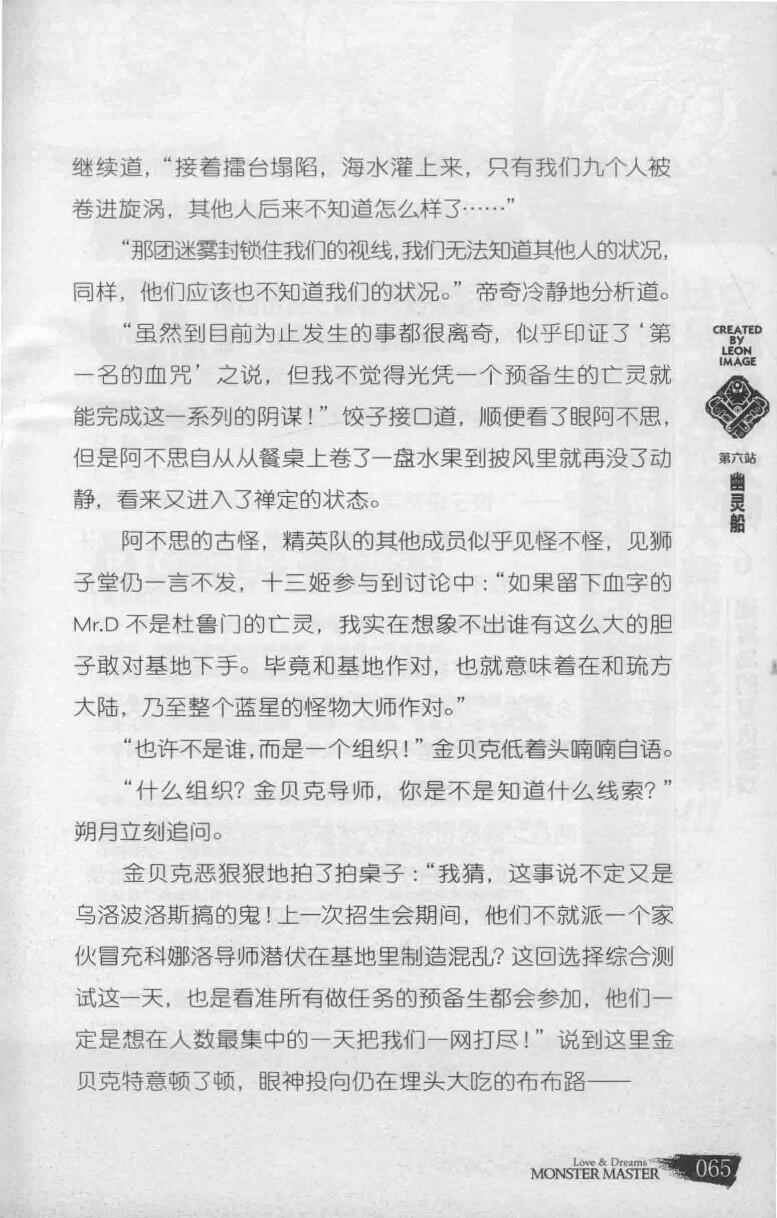 继续道，“接着擂台塌陷，海水灌上来，只有我们九个人被
卷进旋涡，其他人后来不知道怎么样了……”
“那团迷雾封锁住我们的视线，我们无法知道其他人的状况，
同样，他们应该也不知道我们的状况。”帝奇冷静地分析道。
“虽然到目前为止发生的事都很离奇，似乎印证了‘第
一名的血咒’之说，但我不觉得光凭一个预备生的亡灵就
能完成这一系列的阴谋！”饺子接口道，顺便看了眼阿不思，
但是阿不思自从从餐桌上卷了一盘水果到披风里就再没了动
静，看来又进入了禅定的状态。
阿不思的古怪，精英队的其他成员似乎见怪不怪，见狮
子堂仍一言不发，十三姬参与到讨论中：“如果留下血字的
Mr.D 不是杜鲁门的亡灵，我实在想象不出谁有这么大的胆
子敢对基地下手。毕竟和基地作对，也就意味着在和琉方
大陆，乃至整个蓝星的怪物大师作对。”
“也许不是谁，而是一个组织！”金贝克低着头喃喃自语。
“什么组织？金贝克导师，你是不是知道什么线索？”
朔月立刻追问。
金贝克恶狠狠地拍了拍桌子：“我猜，这事说不定又是
乌洛波洛斯搞的鬼！上一次招生会期间，他们不就派一个家
伙冒充科娜洛导师潜伏在基地里制造混乱？这回选择综合测
试这一天，也是看准所有做任务的预备生都会参加，他们一
定是想在人数最集中的一天把我们一网打尽！”说到这里金
贝克特意顿了顿，眼神投向仍在埋头大吃的布布路——
CREATED
BY
LEON
IMAGE
第六站
幽灵船
Love & Dreams
MONSTER MASTER
065